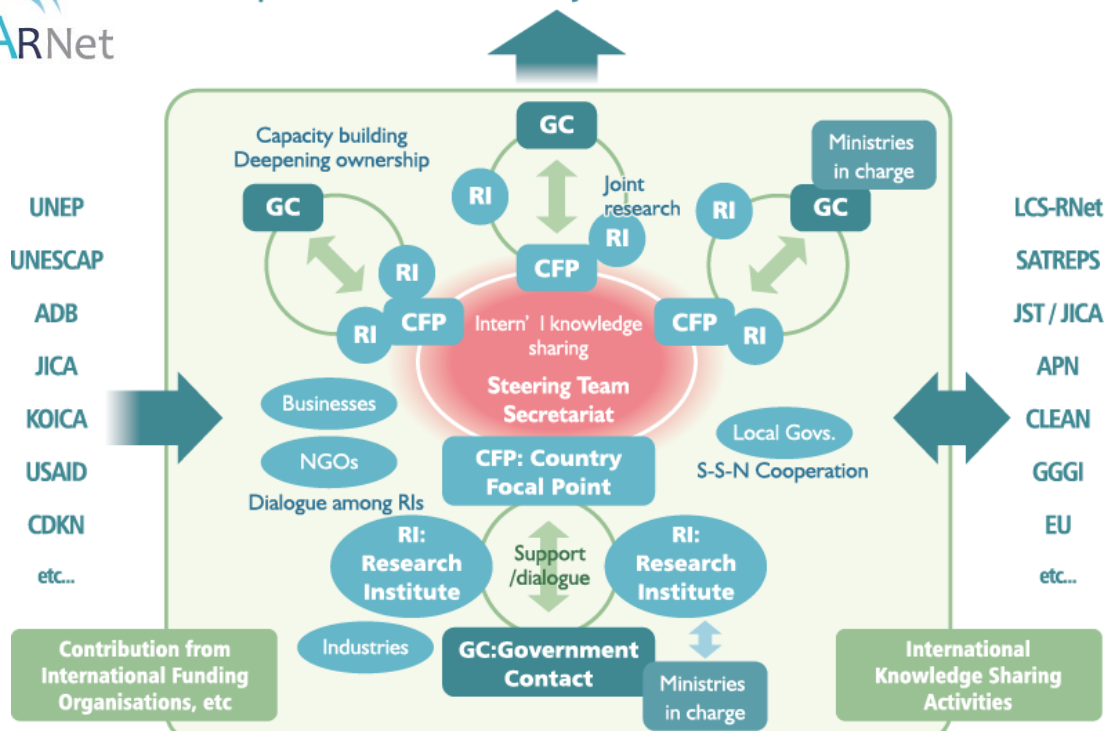 ARNet
GC
Capacity building
Deepening ownership
Ministries
in charge
GC
RI
Joint
research
RI
GC
RI
CFP
RI
RI
CFP
Intern' l knowledge
sharing
CFP
RI
Steering Team
Secretariat
UNEP
UNESCAP
ADB
JICA
KOICA
USAID
CDKN
etc...
LCS-RNet
SATREPS
JST / JICA
APN
CLEAN
GGGI
EU
etc...
Businesses
NGOs
Dialogue among RIs
Local Govs.
S-S-N Cooperation
CFP: Country
Focal Point
RI:
Research
Institute
Support
/dialogue
RI:
Research
Institute
Industries
GC:Government
Contact
Ministries
in charge
Contribution from
International Funding
Organisations, etc
International
Knowledge Sharing
Activities